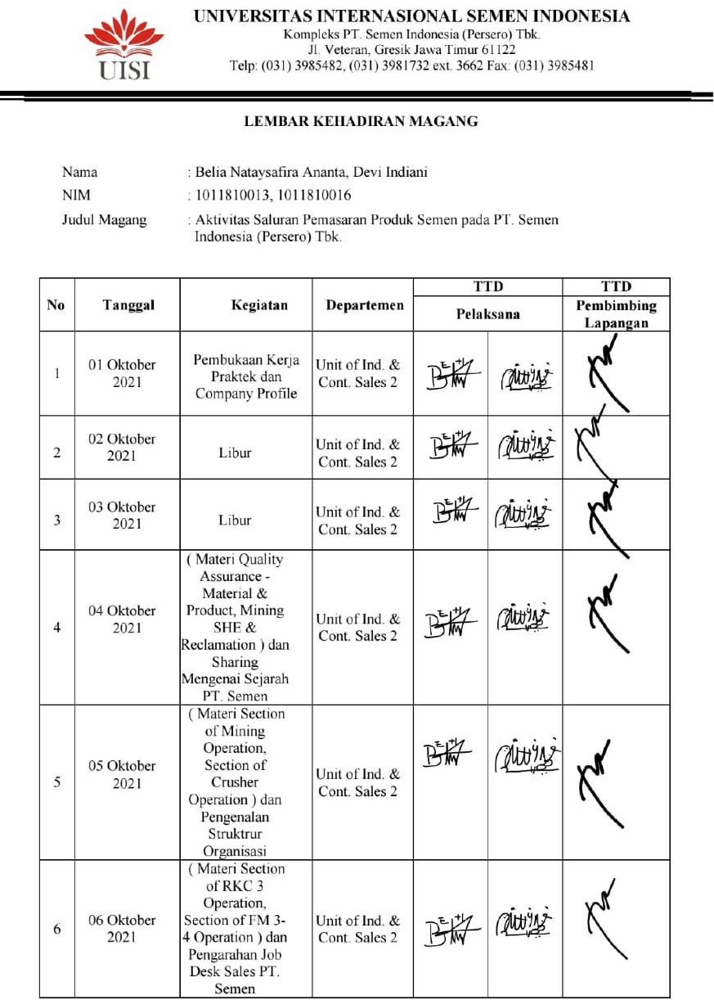 UISI
UNIVERSITAS INTERNASIONAL SEMEN INDONESIA
Kompleks PT. Semen Indonesia (Persero) Tbk.
Jl. Veteran, Gresik Jawa Timur 61122
Telp: (031) 3985482, (031) 3981732 ext. 3662 Fax: (031) 3985481
LEMBAR KEHADIRAN MAGANG
Nama : Belia Nataysafira Ananta, Devi Indiani
NIM : 1011810013, 1011810016
Judul Magang : Aktivitas Saluran Pemasaran Produk Semen pada PT. Semen
Indonesia (Persero) Tbk.
No Tanggal Kegiatan Departemen TTD TTD
Pelaksana Pembimbing
Lapangan
1
01 Oktober
2021
Pembukaan Kerja
Praktek dan
Company Profile
Unit of Ind. &
Cont. Sales 2
2
02 Oktober
2021
Libur
Unit of Ind. &
Cont. Sales 2
3
03 Oktober
2021
Libur
Unit of Ind. &
Cont. Sales 2
4
04 Oktober
2021
( Materi Quality
Assurance -
Material &
Product, Mining
SHE &
Reclamation ) dan
Sharing
Mengenai Sejarah
PT. Semen
Unit of Ind. &
Cont. Sales 2
5
05 Oktober
2021
( Materi Section
of Mining
Operation,
Section of
Crusher
Operation ) dan
Pengenalan
Struktrur
Organisasi
Unit of Ind. &
Cont. Sales 2
6
06 Oktober
2021
( Materi Section
of RKC 3
Operation,
Section of FM 3-
4 Operation ) dan
Pengarahan Job
Desk Sales PT.
Semen
Unit of Ind. &
Cont. Sales 2